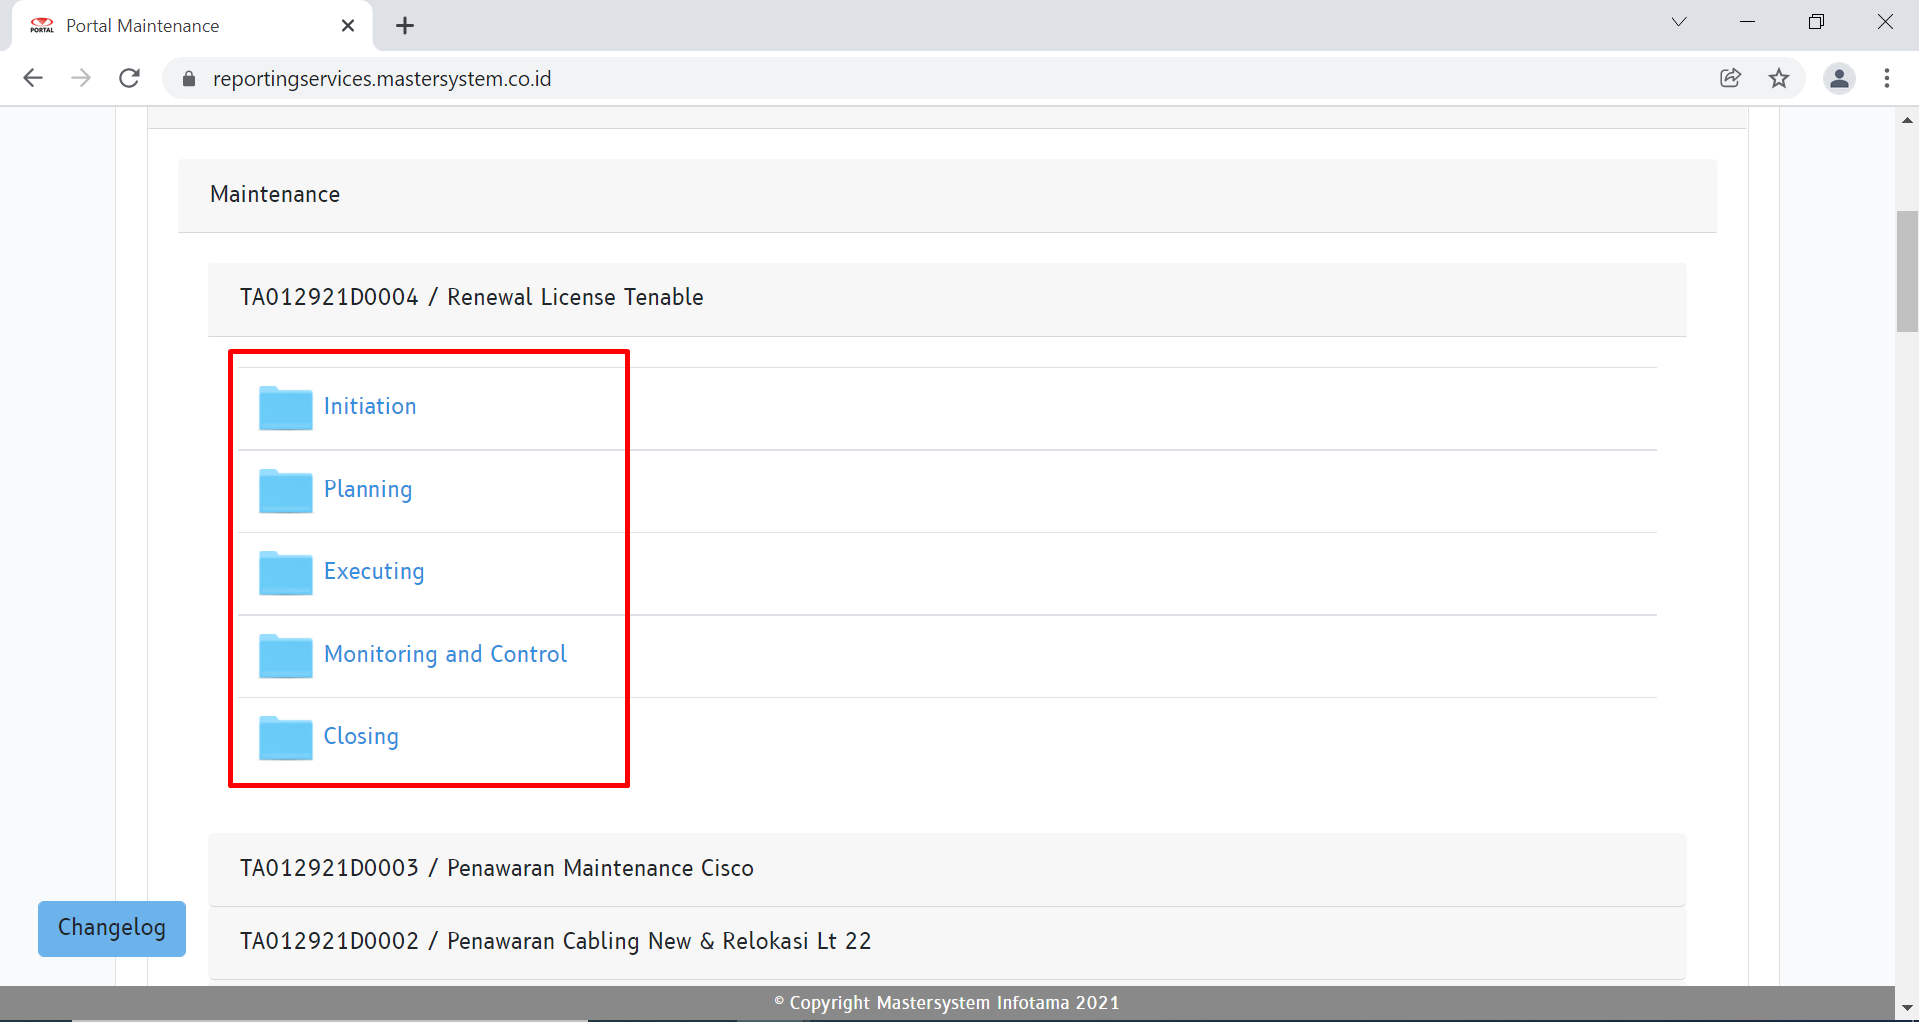 PORTAL
Portal Maintenance
reportingservices.mastersystem.co.id
Maintenance
TA012921D0004 / Renewal License Tenable
Initiation
Planning
Executing
Monitoring and Control
Closing
TA012921D0003 / Penawaran Maintenance Cisco
Changelog
TA012921D0002 / Penawaran Cabling New & Relokasi Lt 22
© Copyright Mastersystem Infotama 2021